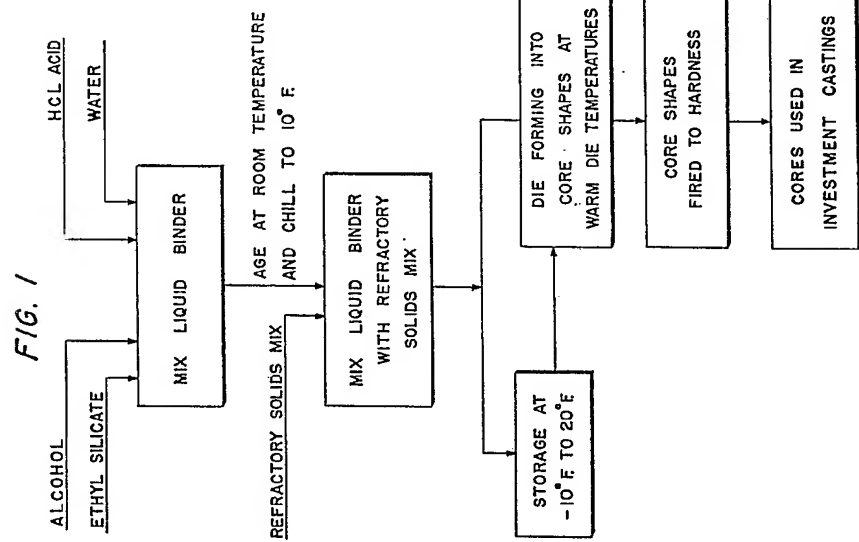 FIG. 1
ALCOHOL
ETHYL SILICATE
HCL ACID
WATER
MIX LIQUID BINDER
AGE AT ROOM TEMPERATURE
AND CHILL TO 10° F.
REFRACTORY SOLIDS MIX
MIX LIQUID BINDER
WITH REFRACTORY
SOLIDS MIX
STORAGE AT
-10° F. TO 20° F.
DIE FORMING INTO
CORE SHAPES AT
WARM DIE TEMPERATURES
CORE SHAPES
FIRED TO HARDNESS
CORES USED IN
INVESTMENT CASTINGS